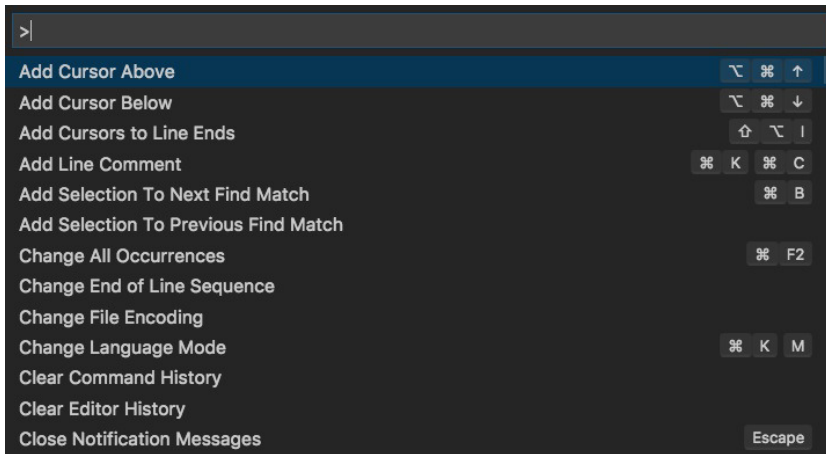 >
Add Cursor Above ⌥ ⌘ ↑
Add Cursor Below ⌥ ⌘ ↓
Add Cursors to Line Ends ⇧ ⌥ I
Add Line Comment ⌘ K ⌘ C
Add Selection To Next Find Match ⌘ B
Add Selection To Previous Find Match
Change All Occurrences ⌘ F2
Change End of Line Sequence
Change File Encoding
Change Language Mode ⌘ K M
Clear Command History
Clear Editor History
Close Notification Messages Escape